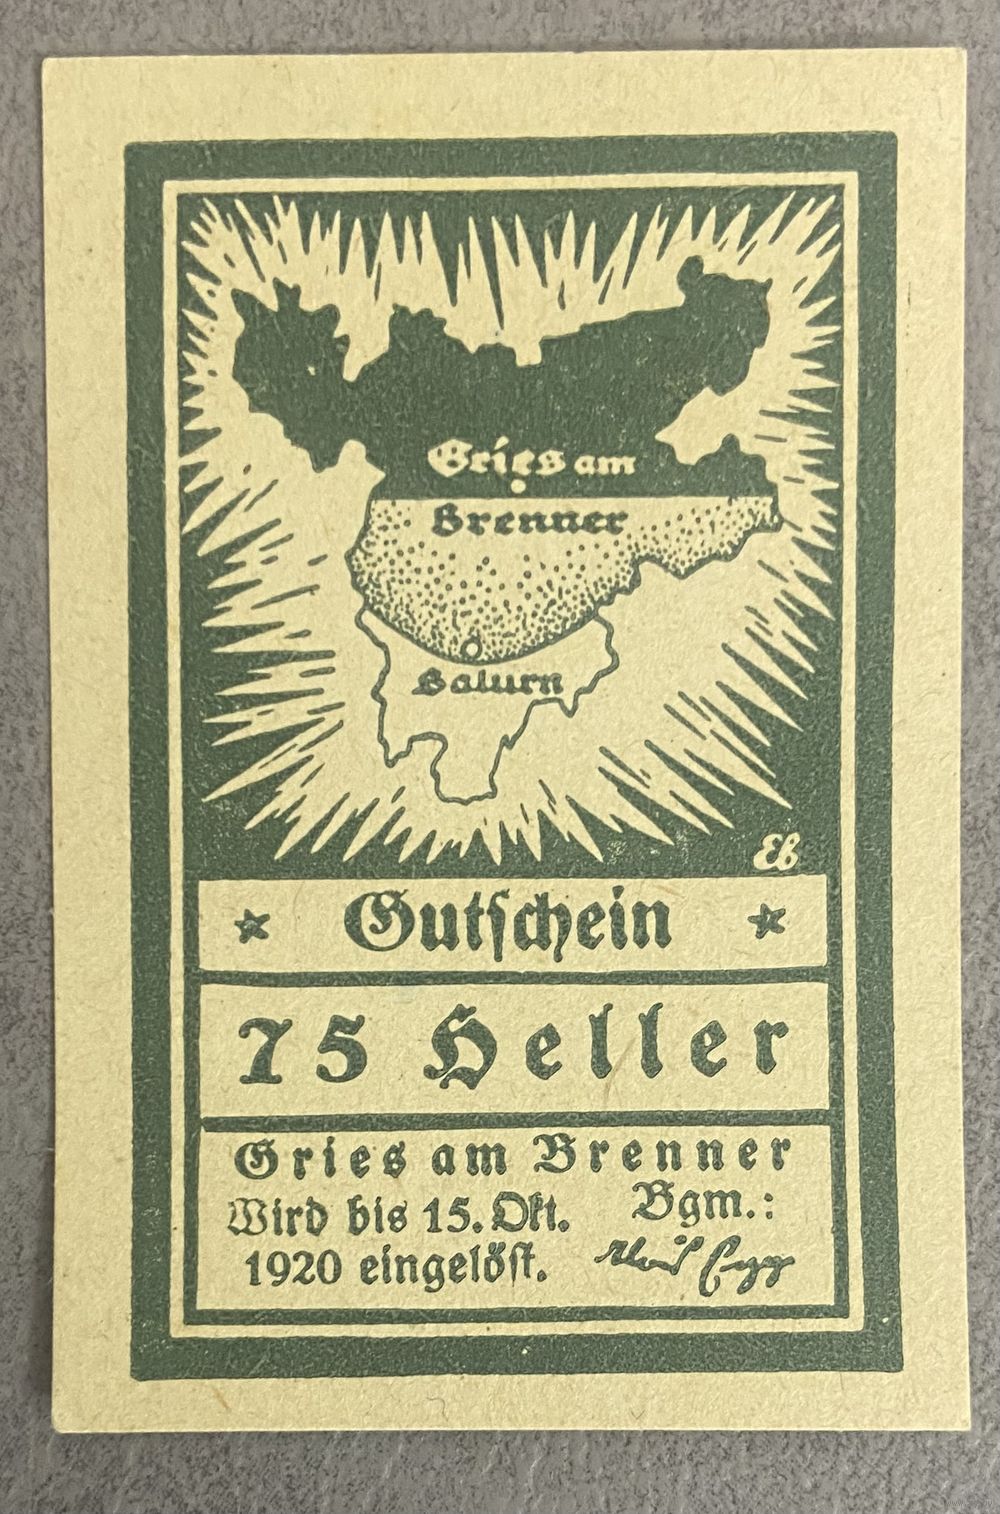 Gries am
Brenner
Salurn
Eb
Gutschein
75 Heller
Gries am Brenner
Wird bis 15. Okt.
1920 eingelöst.
Bgm.: